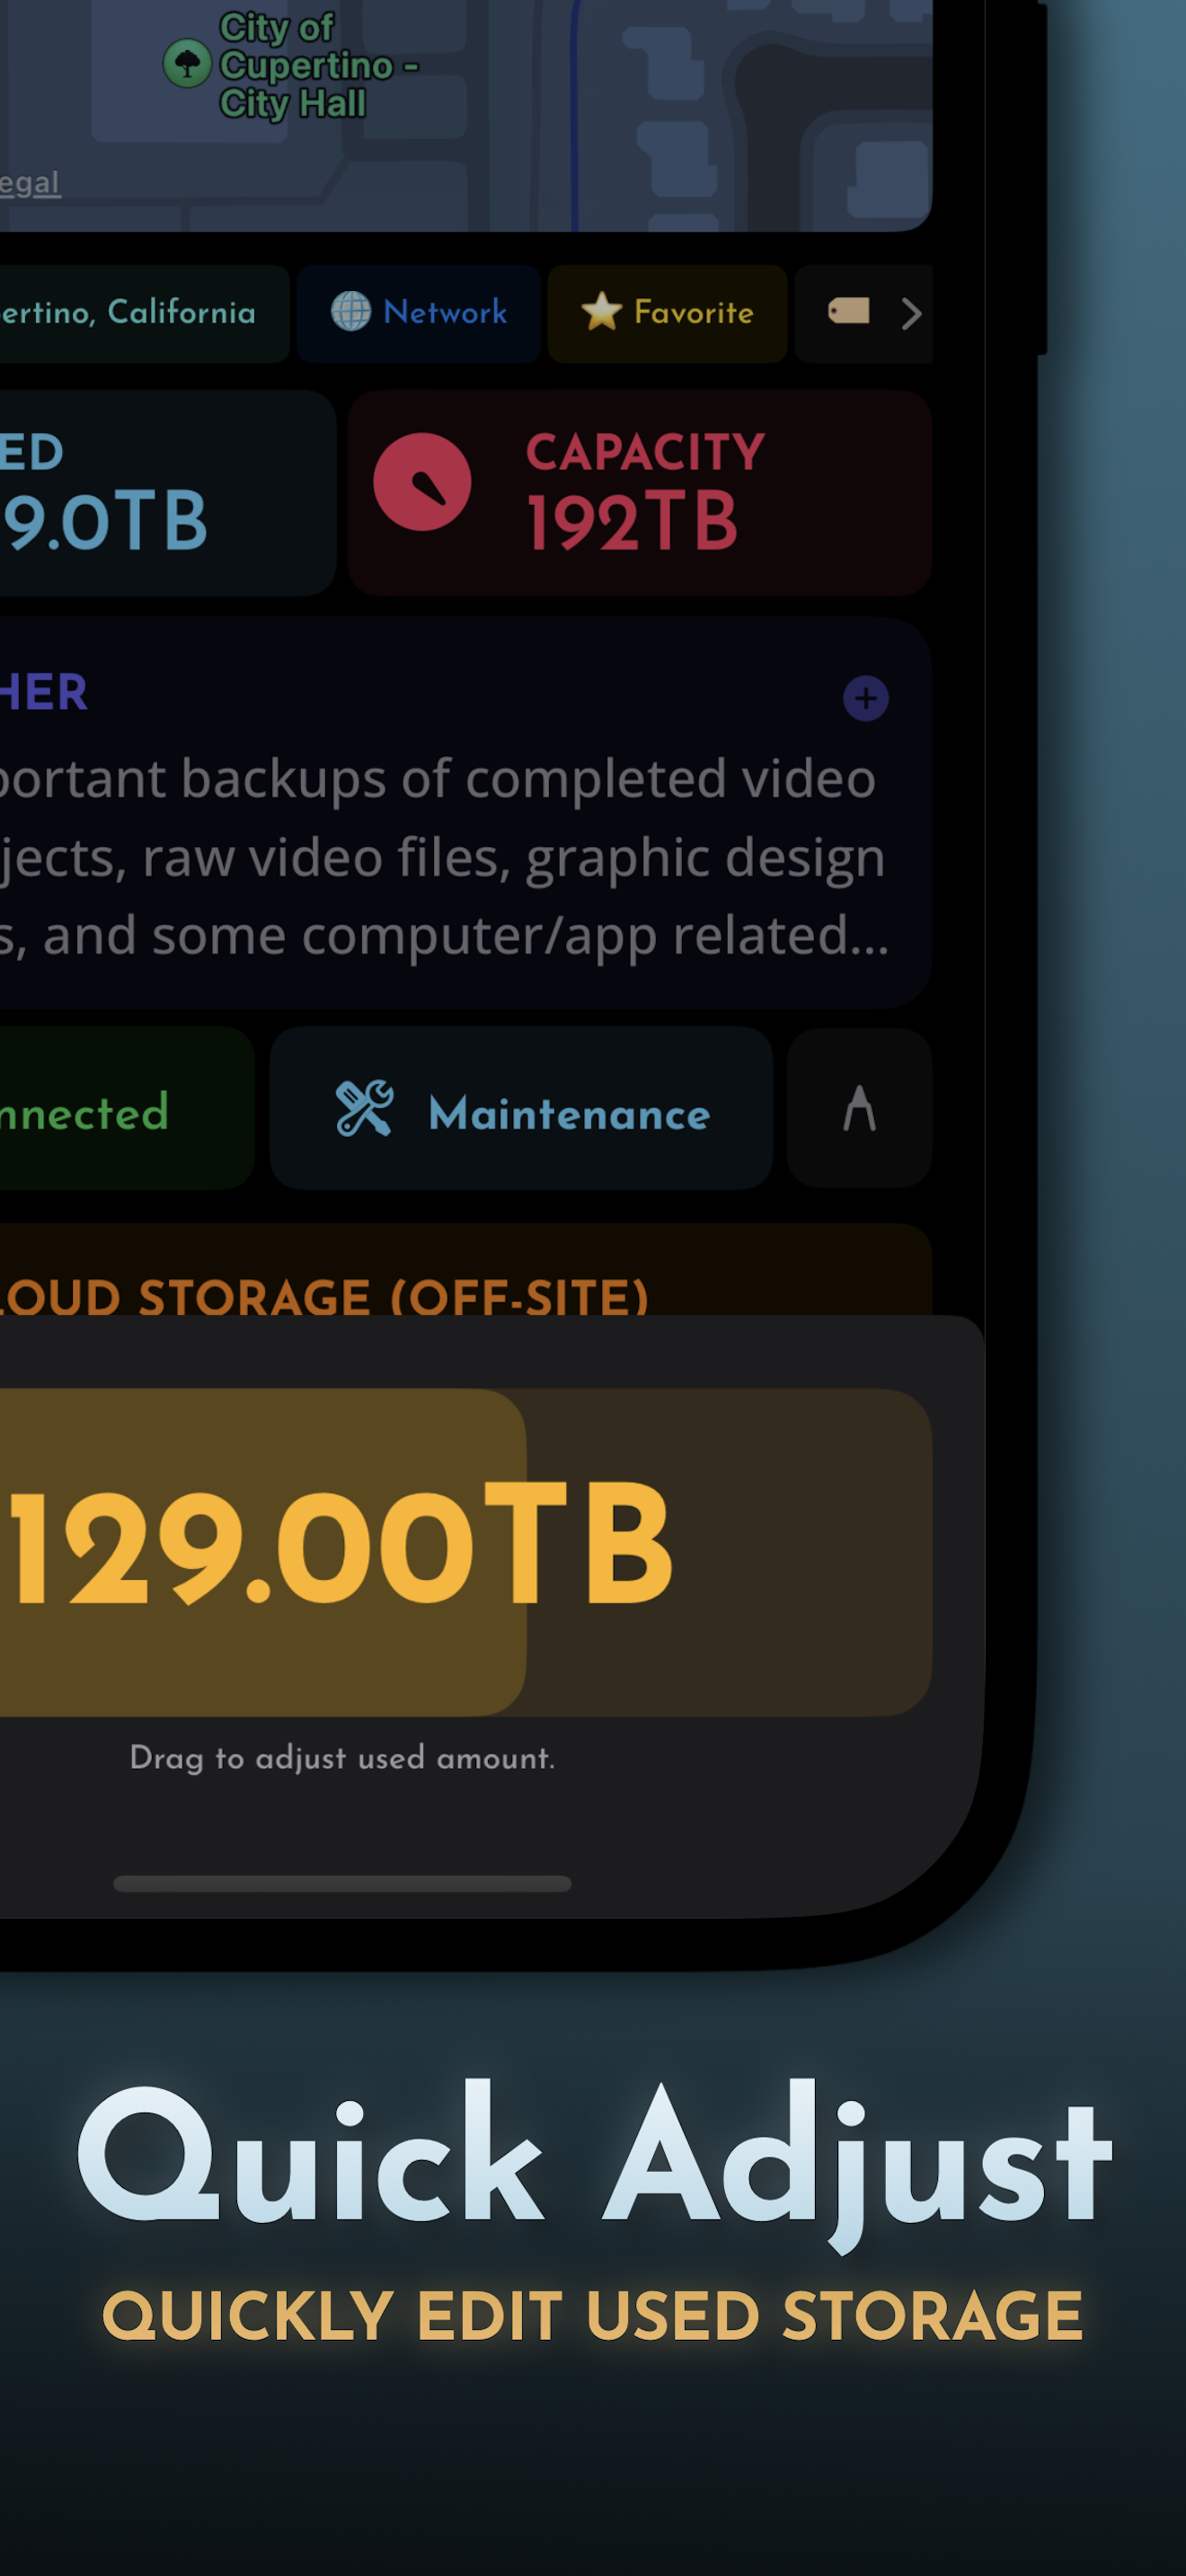 City of
Cupertino -
City Hall
egal
ertino, California
Network
Favorite
ED
9.0TB
CAPACITY
192TB
HER
portant backups of completed video
jects, raw video files, graphic design
s, and some computer/app related...
nnected
Maintenance
LOUD STORAGE (OFF-SITE)
129.00TB
Drag to adjust used amount.
Quick Adjust
QUICKLY EDIT USED STORAGE